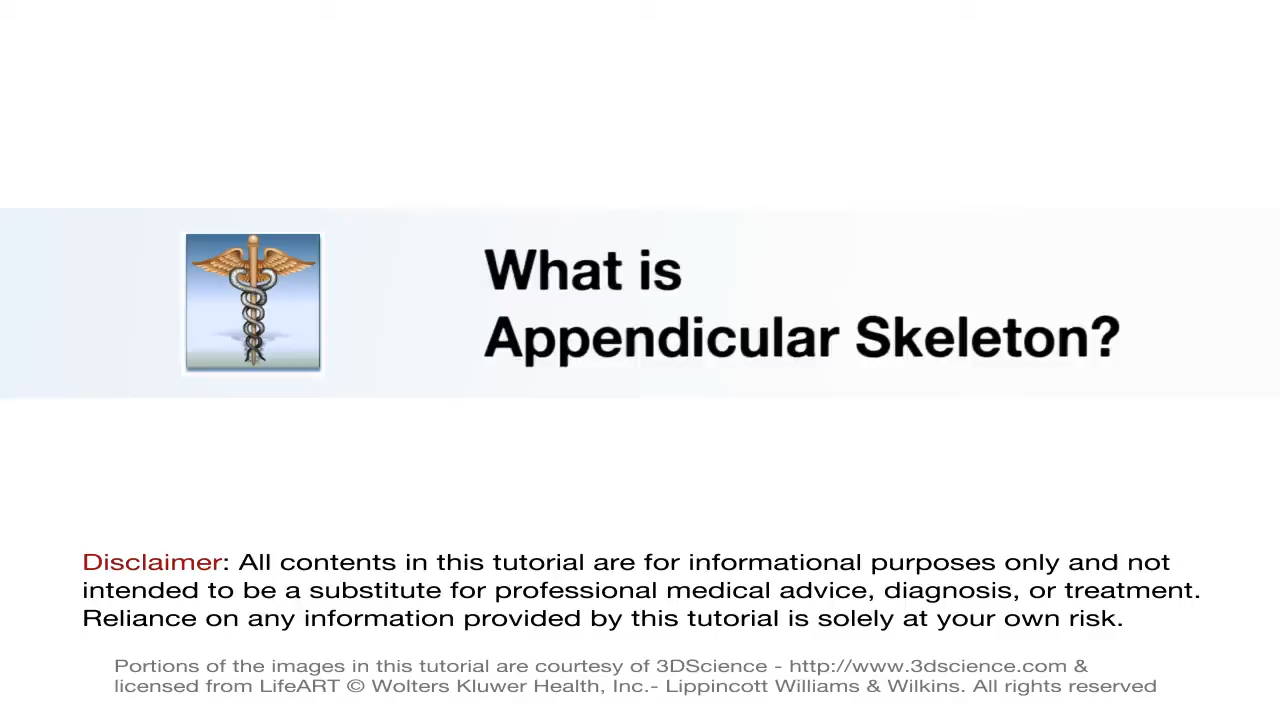 What is
Appendicular Skeleton?
Disclaimer: All contents in this tutorial are for informational purposes only and not
intended to be a substitute for professional medical advice, diagnosis, or treatment.
Reliance on any information provided by this tutorial is solely at your own risk.
Portions of the images in this tutorial are courtesy of 3DScience - http://www.3dscience.com &
licensed from LifeART © Wolters Kluwer Health, Inc.- Lippincott Williams & Wilkins. All rights reserved